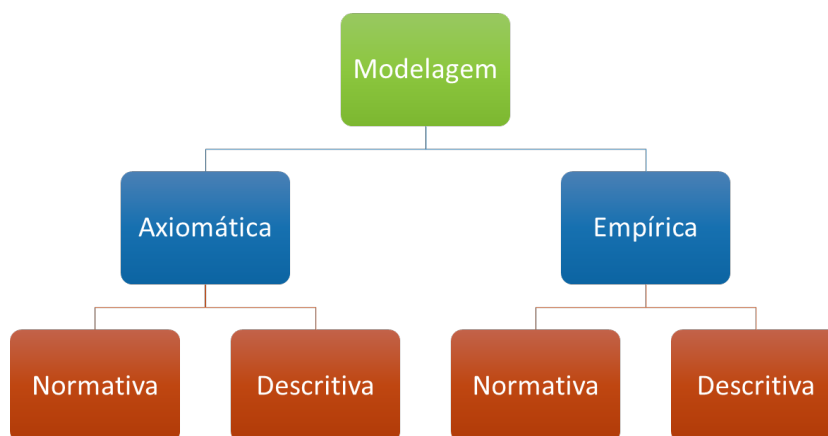 Modelagem
Axiomática
Empírica
Normativa
Descritiva
Normativa
Descritiva